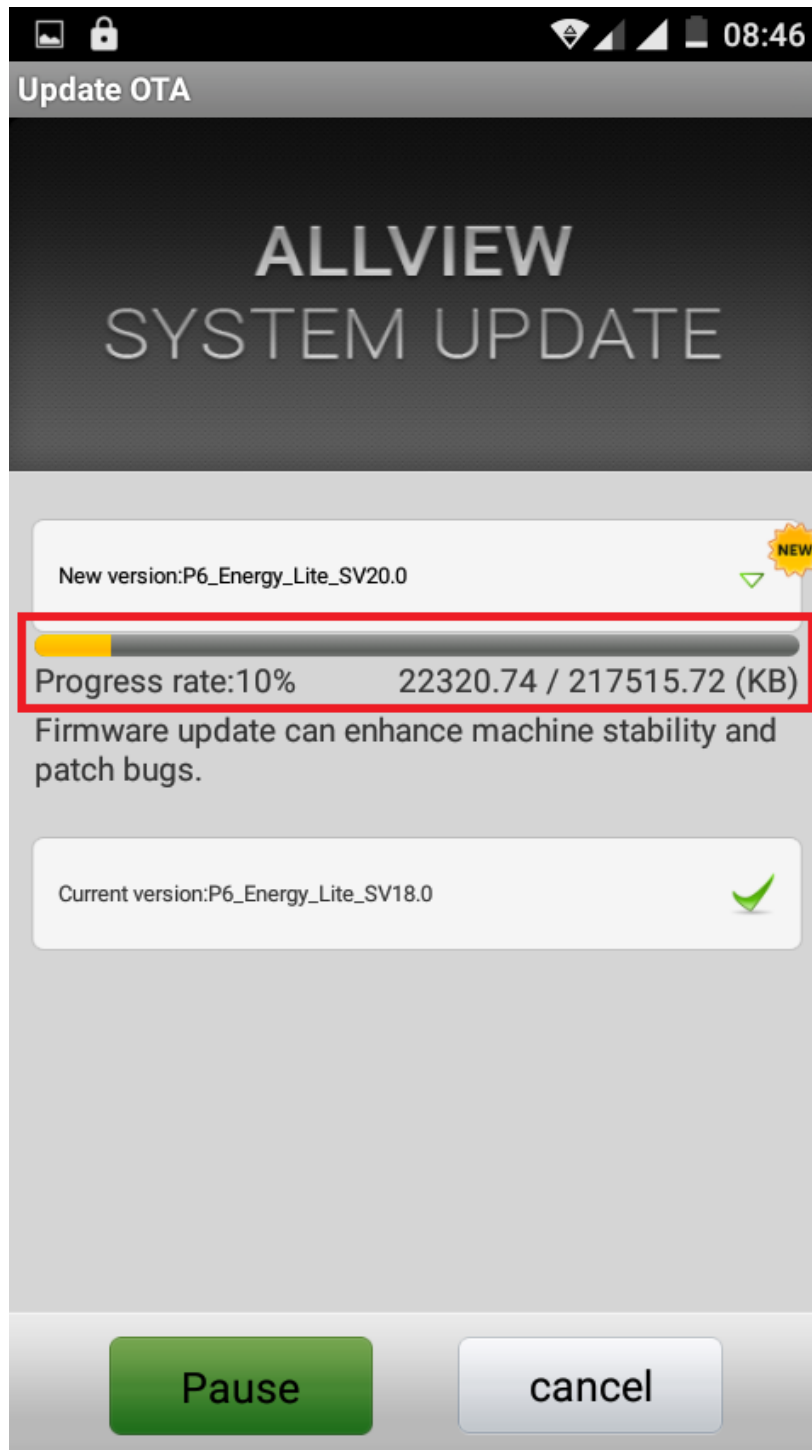 08:46
Update OTA
ALLVIEW
SYSTEM UPDATE
NEW
New version:P6_Energy_Lite_SV20.0
Progress rate:10% 22320.74 / 217515.72 (KB)
Firmware update can enhance machine stability and
patch bugs.
Current version:P6_Energy_Lite_SV18.0
Pause cancel